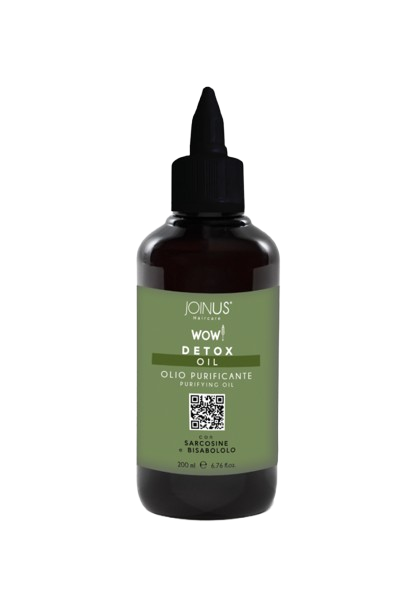 JOINUS®
Haircare
WOW!
DETOX
OIL
OLIO PURIFICANTE
PURIFYING OIL
con
SARCOSINE
e BISABOLOLO
200 ml ℮ 6.76 fl.oz.